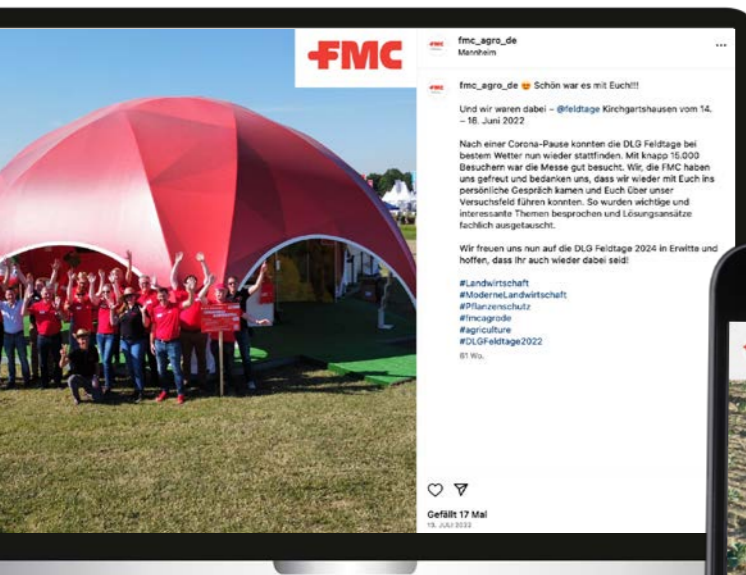 FMC
fmc_agro_de
Mannheim
fmc_agro_de 😍 Schön war es mit Euch!!!
Und wir waren dabei – @feldtage Kirchgartshausen vom 14.
– 16. Juni 2022
Nach einer Corona-Pause konnten die DLG Feldtage bei
bestem Wetter nun wieder stattfinden. Mit knapp 15.000
Besuchern war die Messe gut besucht. Wir, die FMC haben
uns gefreut und bedanken uns, dass wir wieder mit Euch ins
persönliche Gespräch kamen und Euch über unser
Versuchsfeld führen konnten. So wurden wichtige und
interessante Themen besprochen und Lösungsansätze
fachlich ausgetauscht.
Wir freuen uns nun auf die DLG Feldtage 2024 in Erwitte und
hoffen, dass Ihr auch wieder dabei seid!
#Landwirtschaft
#ModerneLandwirtschaft
#Pflanzenschutz
#fmcagrode
#agriculture
#DLGFeldtage2022
61 Wo.
Gefällt 17 Mal
19. JULI 2022